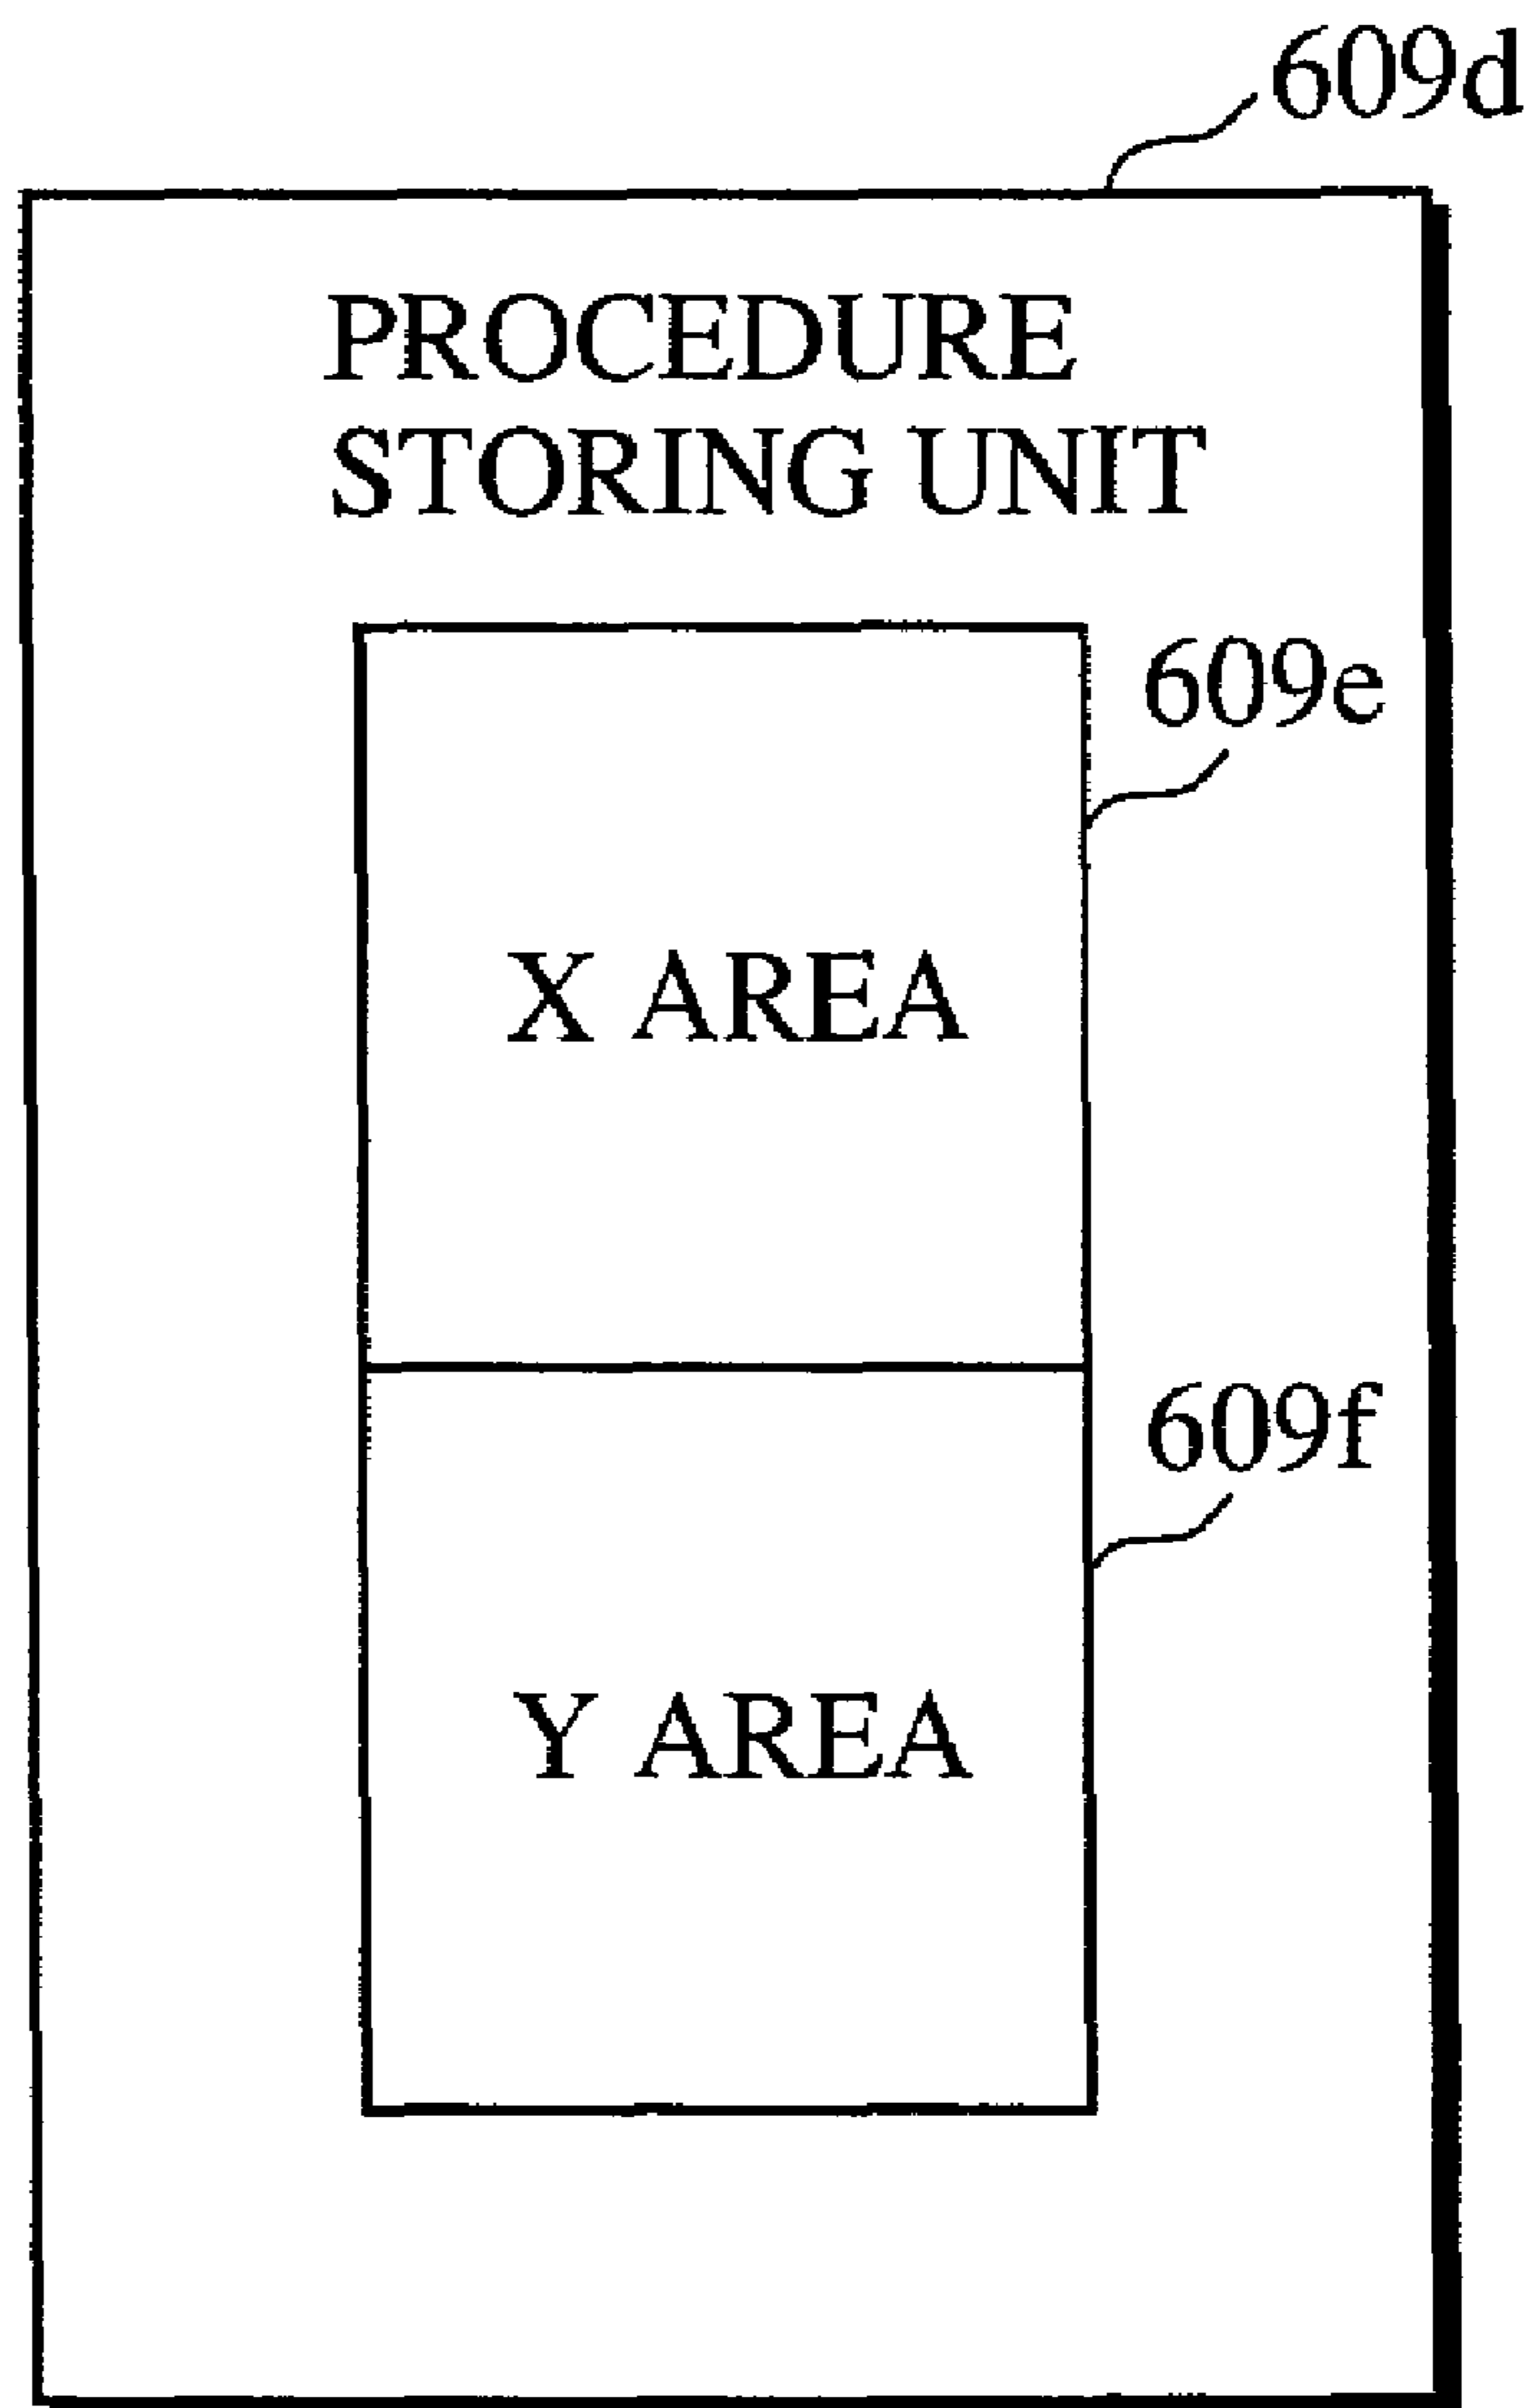 609d
PROCEDURE
STORING UNIT
609e
X AREA
609f
Y AREA